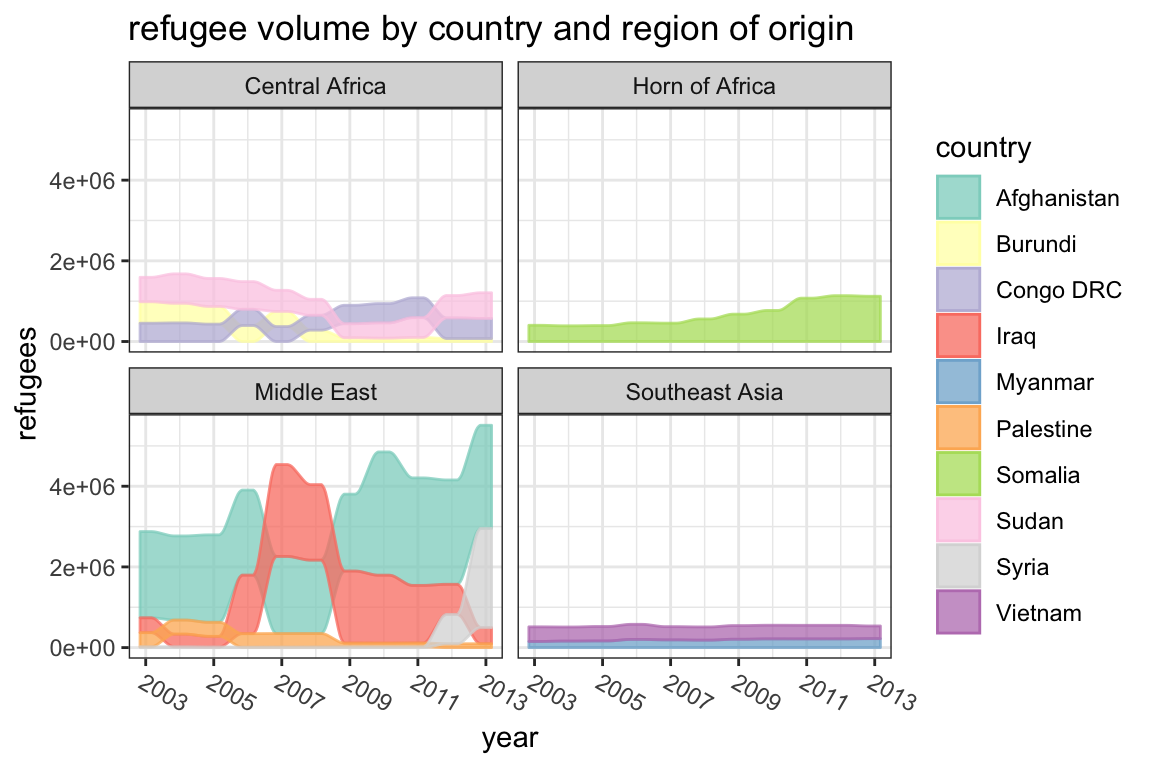 refugee volume by country and region of origin
Central Africa
Horn of Africa
4e+06
2e+06
0e+00
Middle East
Southeast Asia
4e+06
2e+06
0e+00
refugees
2003 2005 2007 2009 2011 2013
2003 2005 2007 2009 2011 2013
year
country
Afghanistan
Burundi
Congo DRC
Iraq
Myanmar
Palestine
Somalia
Sudan
Syria
Vietnam